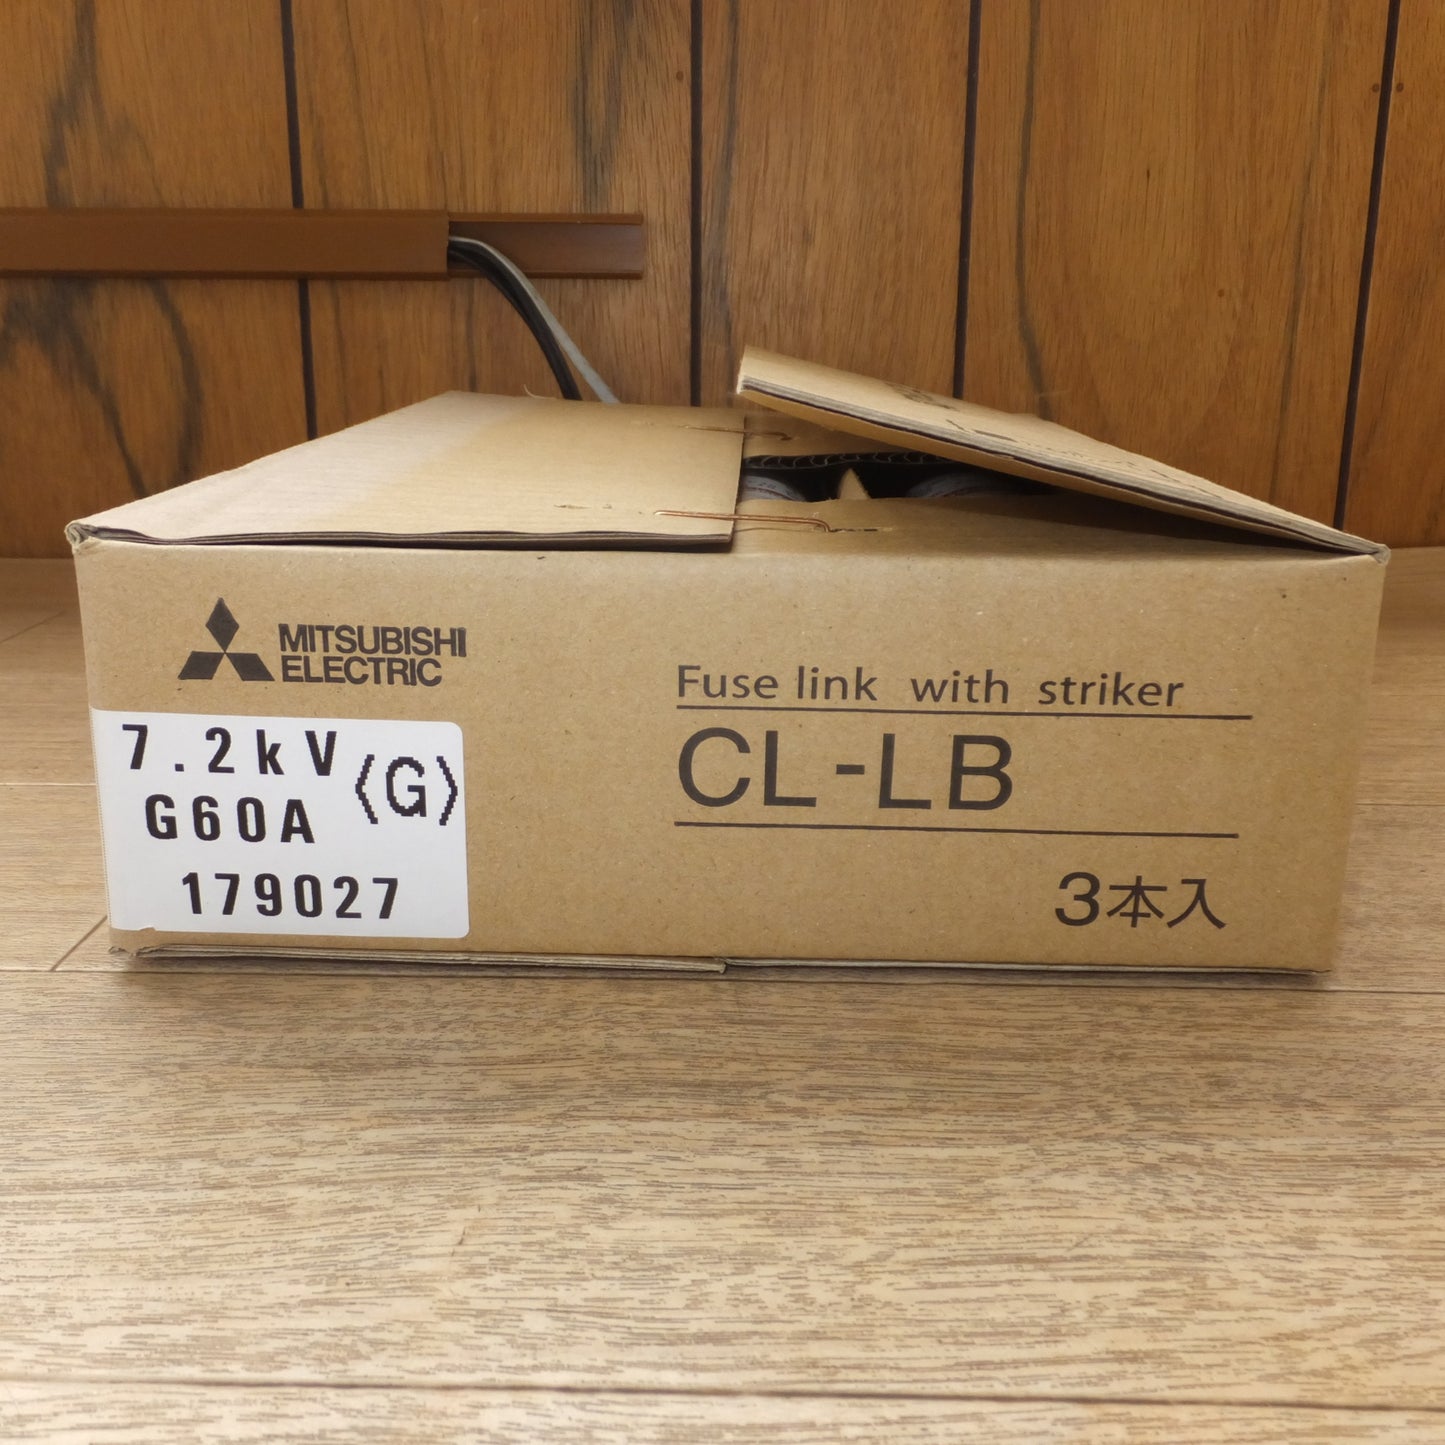 MITSUBISHI
ELECTRIC
7.2kV〈G〉
G60A
179027
Fuse link with striker
CL-LB
3本入